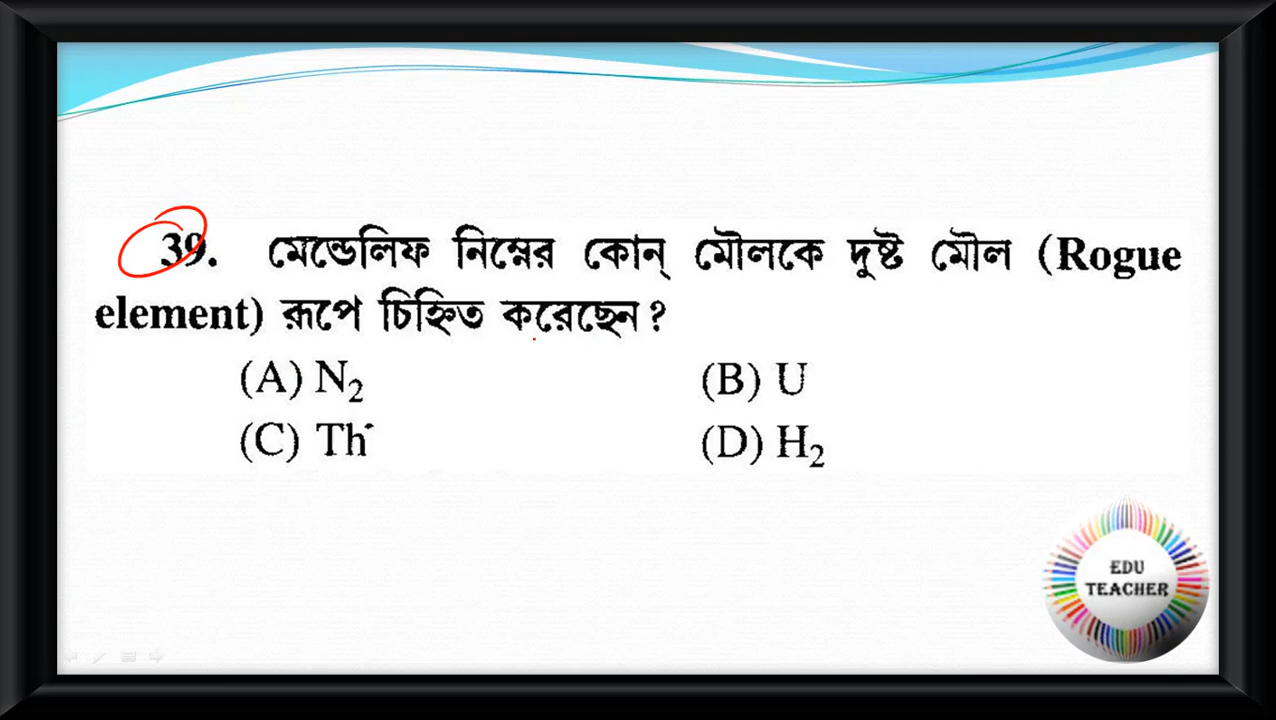 39. মেন্ডেলিফ নিম্নের কোন্ মৌলকে দুষ্ট মৌল (Rogue
element) রূপে চিহ্নিত করেছেন ?
(A) N₂ (B) U
(C) Th (D) H₂
EDU
TEACHER